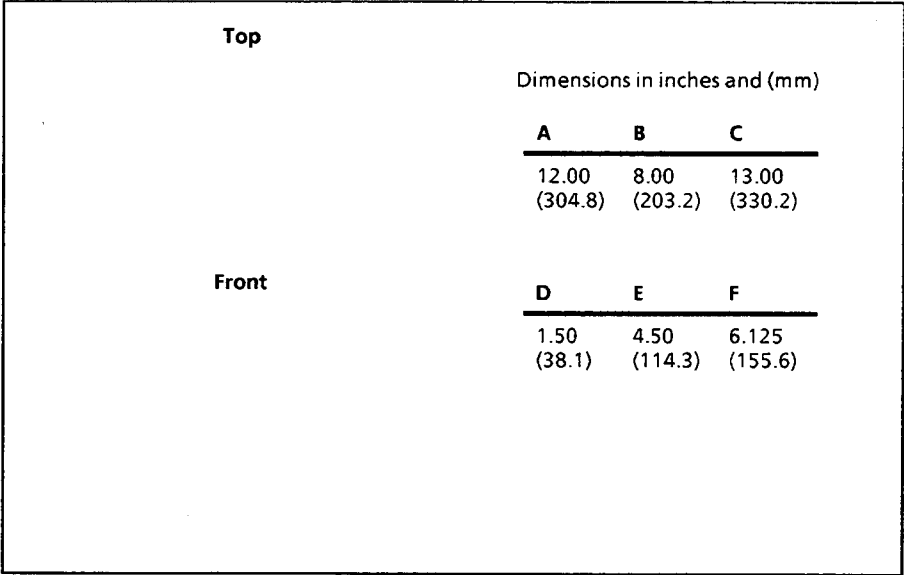 Top
Dimensions in inches and (mm)
A B C
12.00 8.00 13.00
(304.8) (203.2) (330.2)
Front
D E F
1.50 4.50 6.125
(38.1) (114.3) (155.6)